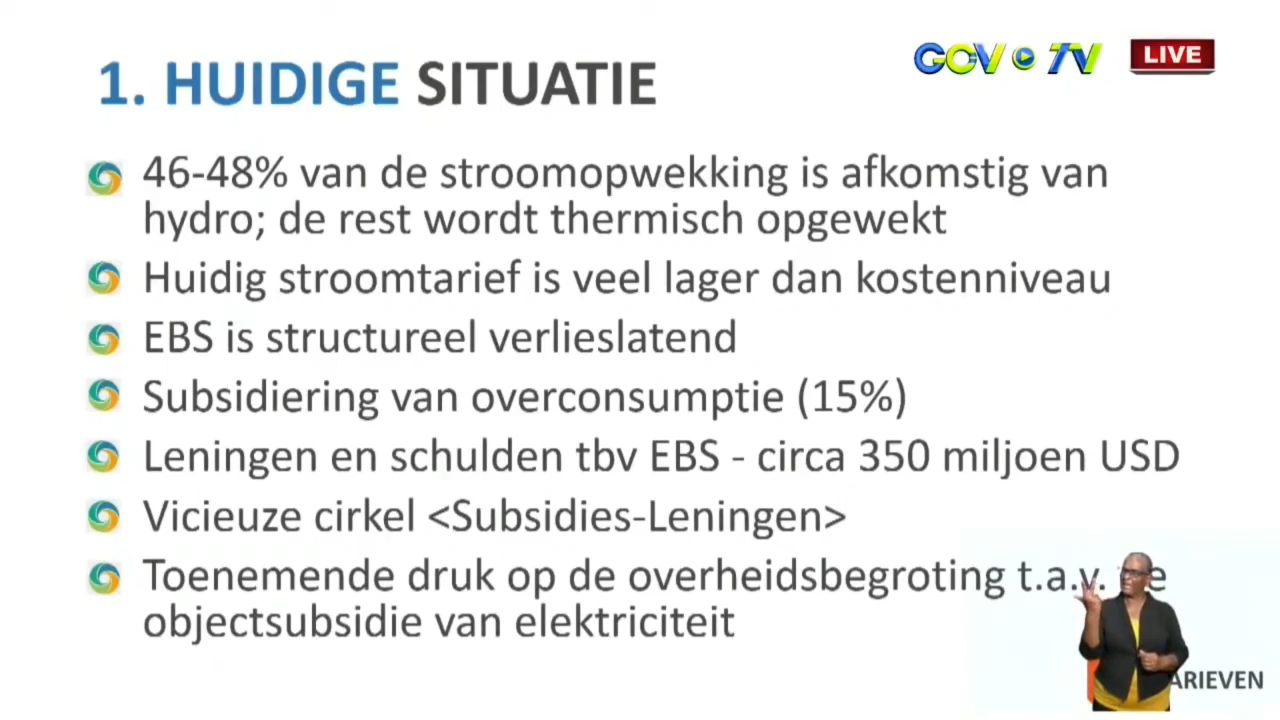 GOV TV
LIVE
1. HUIDIGE SITUATIE
46-48% van de stroomopwekking is afkomstig van
hydro; de rest wordt thermisch opgewekt
Huidig stroomtarief is veel lager dan kostenniveau
EBS is structureel verlieslatend
Subsidiering van overconsumptie (15%)
Leningen en schulden tbv EBS - circa 350 miljoen USD
Vicieuze cirkel <Subsidies-Leningen>
Toenemende druk op de overheidsbegroting t.a.v.
objectsubsidie van elektriciteit
ARIEVEN